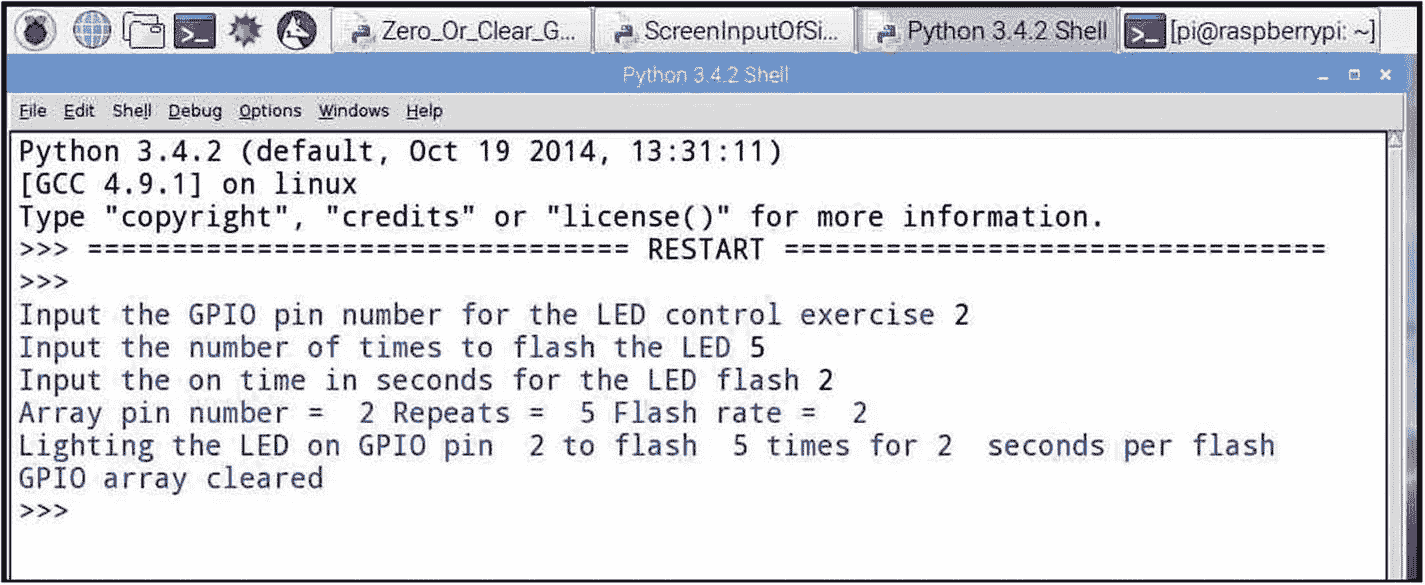 Zero_Or_Clear_G... ScreenInputOfSi... Python 3.4.2 Shell [pi@raspberrypi: ~]
Python 3.4.2 Shell
File Edit Shell Debug Options Windows Help
Python 3.4.2 (default, Oct 19 2014, 13:31:11)
[GCC 4.9.1] on linux
Type "copyright", "credits" or "license()" for more information.
>>> ================================ RESTART ================================
>>>
Input the GPIO pin number for the LED control exercise 2
Input the number of times to flash the LED 5
Input the on time in seconds for the LED flash 2
Array pin number =  2 Repeats =  5 Flash rate =  2
Lighting the LED on GPIO pin  2 to flash  5 times for 2  seconds per flash
GPIO array cleared
>>>